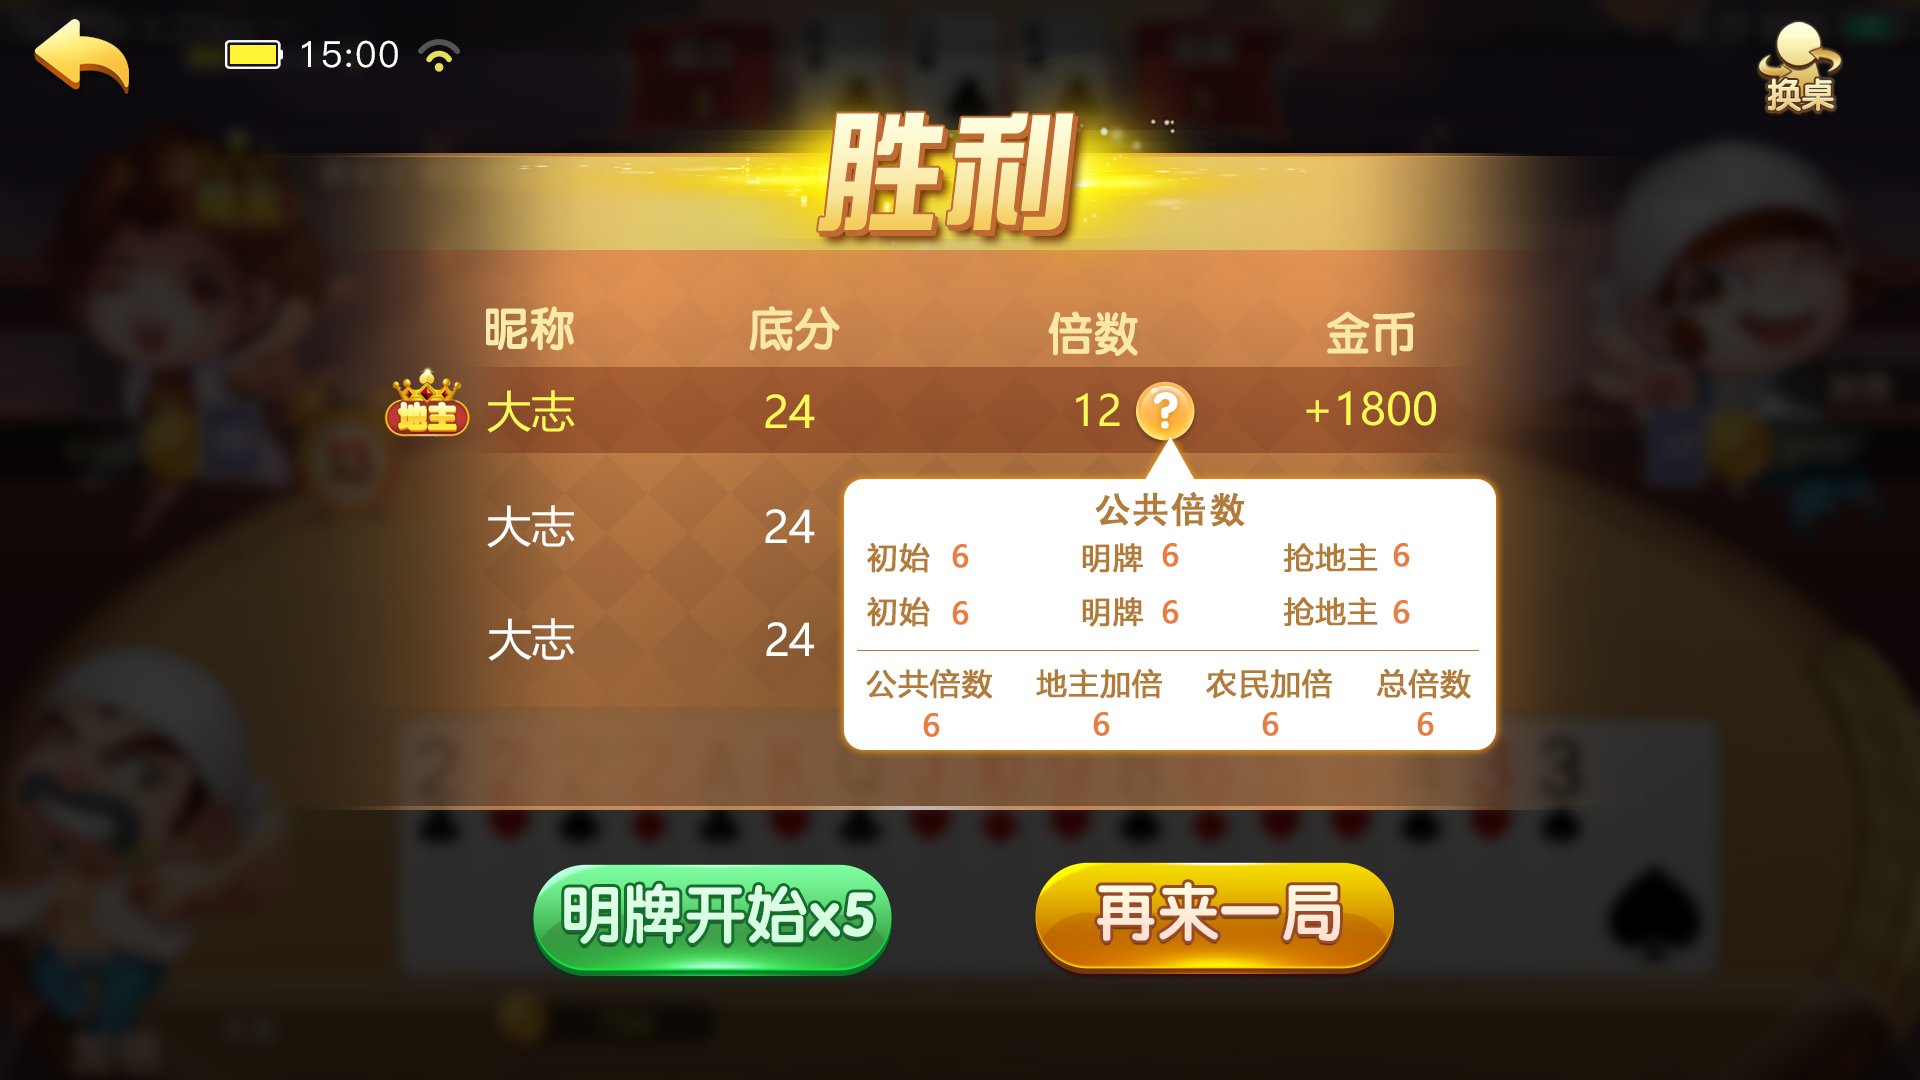 15:00
换桌
胜利
昵称 底分 倍数 金币
地主 大志 24 12 ? +1800
大志 24
大志 24
公共倍数
初始 6 明牌 6 抢地主 6
初始 6 明牌 6 抢地主 6
公共倍数 地主加倍 农民加倍 总倍数
6 6 6 6
明牌开始x5 再来一局